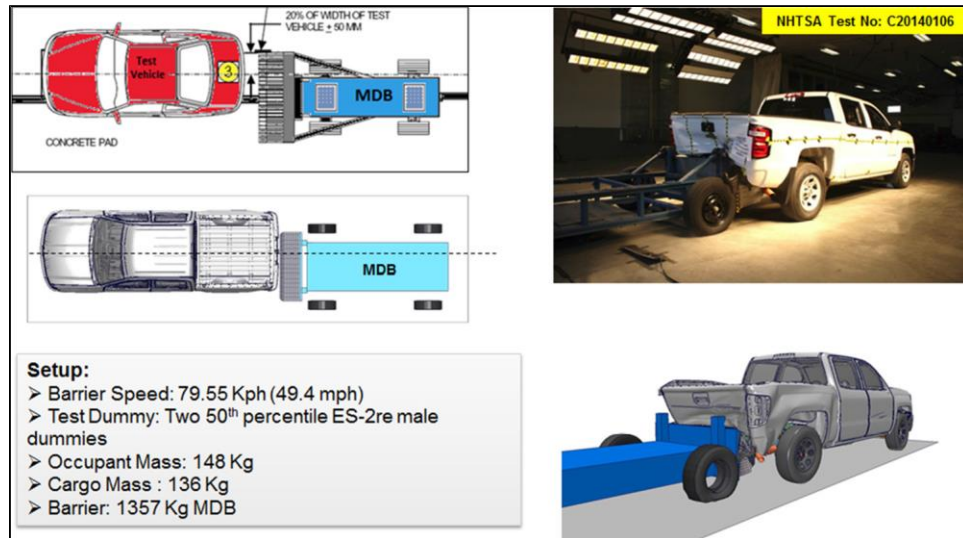 20% OF WIDTH OF TEST
VEHICLE ± 50 MM
Test
Vehicle
3
MDB
CONCRETE PAD
NHTSA Test No: C20140106
MDB
Setup:
➢ Barrier Speed: 79.55 Kph (49.4 mph)
➢ Test Dummy: Two 50th percentile ES-2re male
dummies
➢ Occupant Mass: 148 Kg
➢ Cargo Mass : 136 Kg
➢ Barrier: 1357 Kg MDB